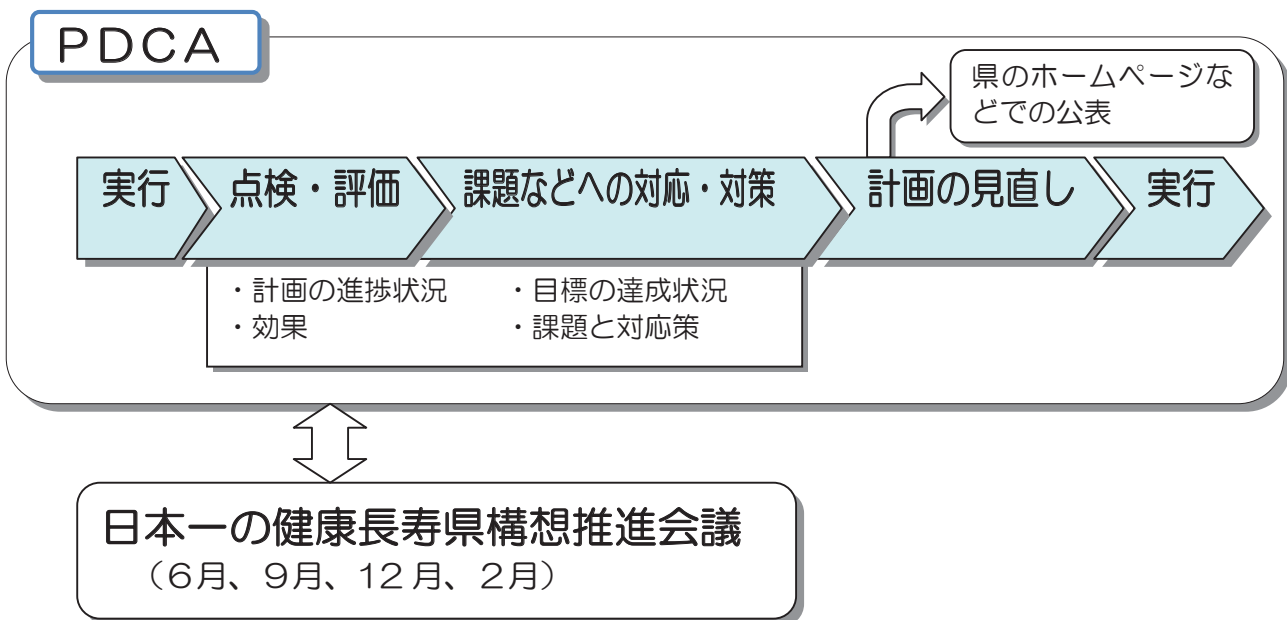 PDCA
県のホームページな
どでの公表
実行
点検・評価
課題などへの対応・対策
計画の見直し
実行
・計画の進捗状況
・目標の達成状況
・効果
・課題と対応策
日本一の健康長寿県構想推進会議
（6月、9月、12月、2月）